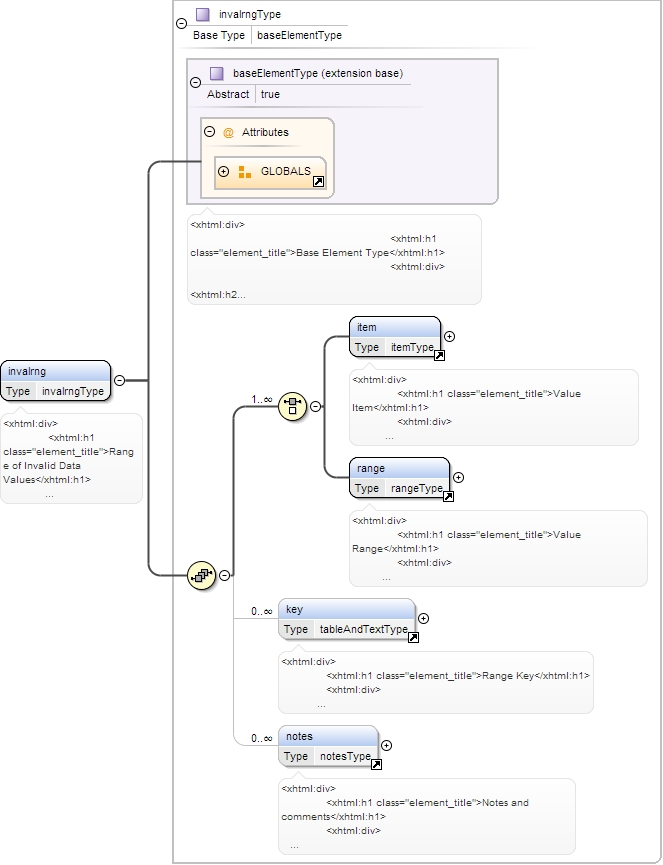 invalrngType
Base Type baseElementType
baseElementType (extension base)
Abstract true
@ Attributes
GLOBALS
<xhtml:div>
<xhtml:h1
class="element_title">Base Element Type</xhtml:h1>
<xhtml:div>
<xhtml:h2...
invalrng
Type invalrngType
<xhtml:div>
<xhtml:h1
class="element_title">Rang
e of Invalid Data
Values</xhtml:h1>
...
1..∞
item
Type itemType
<xhtml:div>
<xhtml:h1 class="element_title">Value
Item</xhtml:h1>
<xhtml:div>
...
range
Type rangeType
<xhtml:div>
<xhtml:h1 class="element_title">Value
Range</xhtml:h1>
<xhtml:div>
...
0..∞
key
Type tableAndTextType
<xhtml:div>
<xhtml:h1 class="element_title">Range Key</xhtml:h1>
<xhtml:div>
...
0..∞
notes
Type notesType
<xhtml:div>
<xhtml:h1 class="element_title">Notes and
comments</xhtml:h1>
<xhtml:div>
...